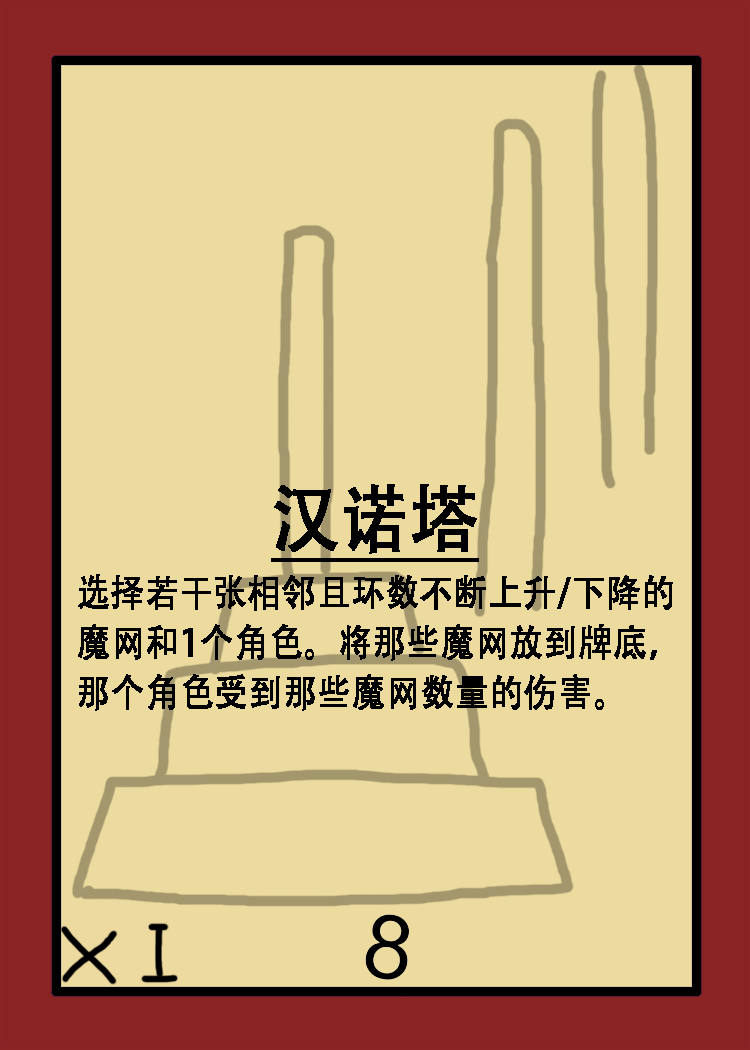 汉诺塔
选择若干张相邻且环数不断上升/下降的
魔网和1个角色。将那些魔网放到牌底,
那个角色受到那些魔网数量的伤害。
XI
8